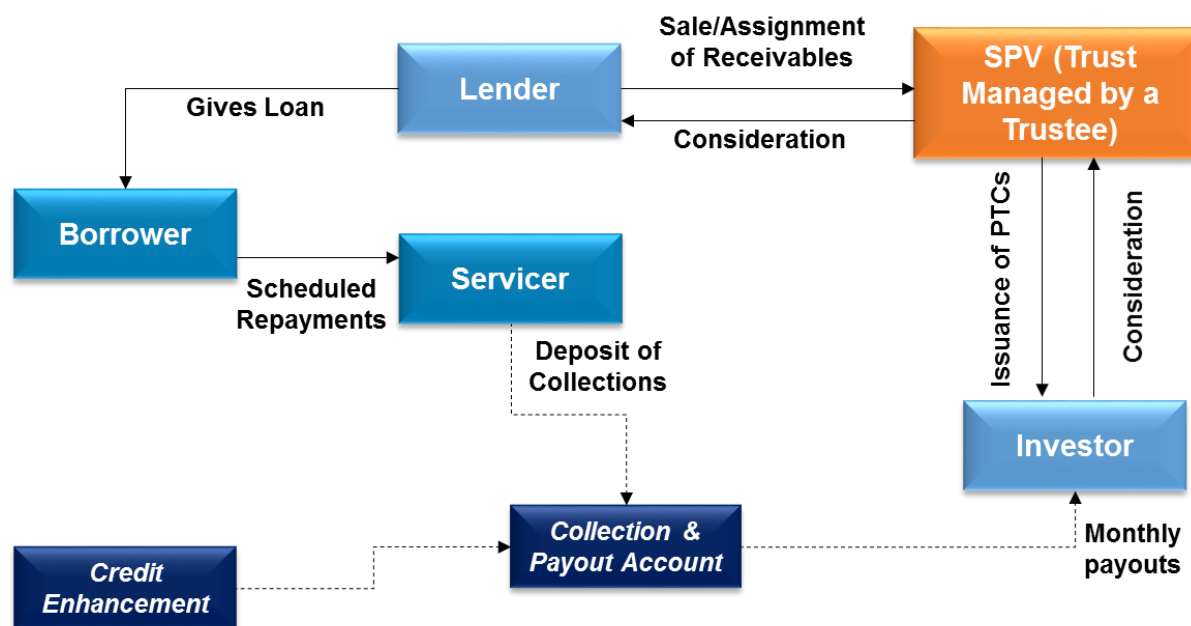 Sale/Assignment
of Receivables
SPV (Trust
Managed by a
Trustee)
Lender
Gives Loan
Consideration
Borrower
Servicer
Scheduled
Repayments
Issuance of PTCs
Consideration
Deposit of
Collections
Investor
Collection &
Payout Account
Monthly
payouts
Credit
Enhancement